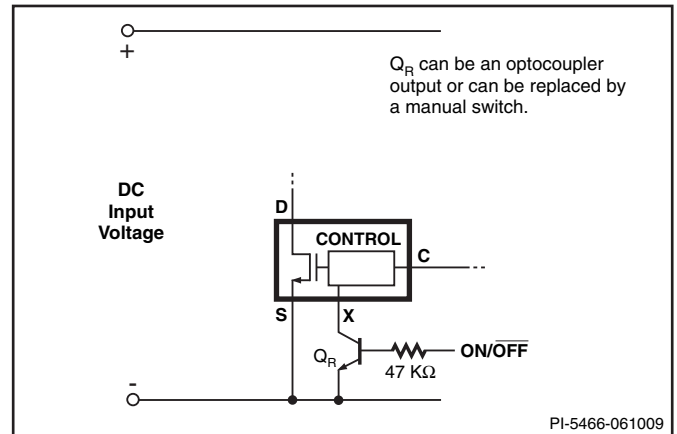 +
Q_R can be an optocoupler
output or can be replaced by
a manual switch.
DC
Input
Voltage
D
CONTROL
C
S
X
Q_R
ON/OFF
47 KΩ
-
PI-5466-061009